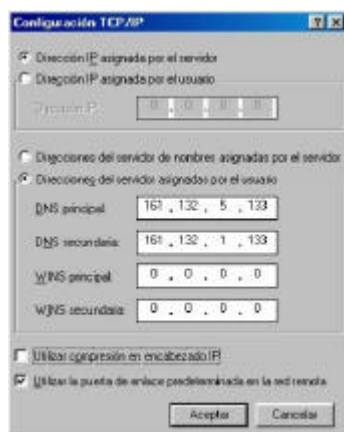 Configuración TCP/IP
Dirección IP asignada por el servidor
Dirección IP asignada por el usuario
Dirección IP: 0 . 0 . 0 . 0
Direcciones del servidor de nombres asignadas por el servidor
Direcciones del servidor asignadas por el usuario
DNS principal: 161 . 132 . 5 . 133
DNS secundaria: 161 . 132 . 1 . 133
WINS principal: 0 . 0 . 0 . 0
WINS secundaria: 0 . 0 . 0 . 0
Utilizar compresión en encabezado IP
Utilizar la puerta de enlace predeterminada en la red remota
Aceptar Cancelar